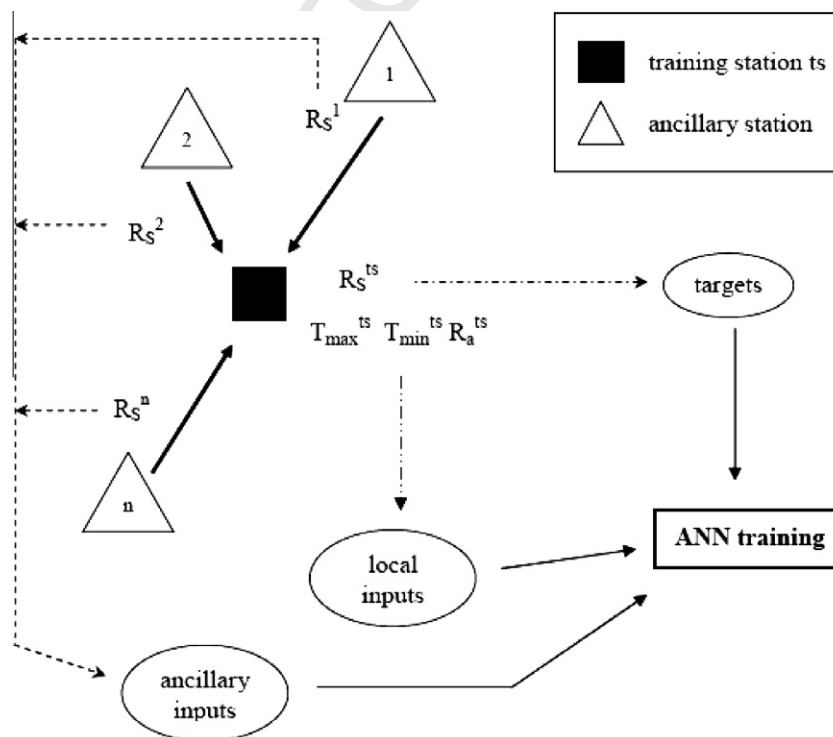 1
training station ts
Rs^1
2
ancillary station
Rs^2
Rs^ts
targets
Tmax^ts Tmin^ts Ra^ts
Rs^n
n
ANN training
local
inputs
ancillary
inputs